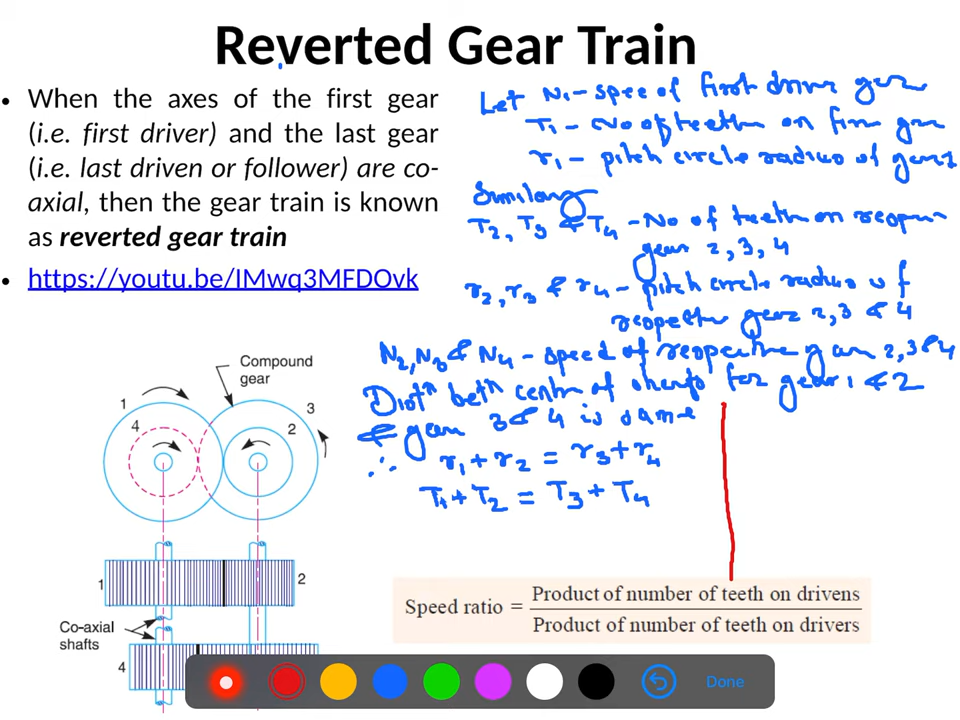 Reverted Gear Train
• When the axes of the first gear
(i.e. first driver) and the last gear
(i.e. last driven or follower) are co-
axial, then the gear train is known
as reverted gear train
• https://youtu.be/IMwq3MFDOvk
Let N1 - spee of first driver gear
T1 - No of teeth on
r1 - pitch circle radius of gear 1
Similary
T2, T3 & T4 - No of teeth on
gear 2, 3, 4
r2, r3 & r4 - pitch circle radius of
gear 2, 3 & 4
N2, N3 & N4 - speed of respective gear 2, 3 & 4
Distn betn centre of shafts for gear 1 & 2
& gear 3 & 4 is same
∴ r1 + r2 = r3 + r4
T1 + T2 = T3 + T4
Compound
gear
1
3
4
2
1
2
Co-axial
shafts
4
Speed ratio = Product of number of teeth on drivens
Product of number of teeth on drivers
Done